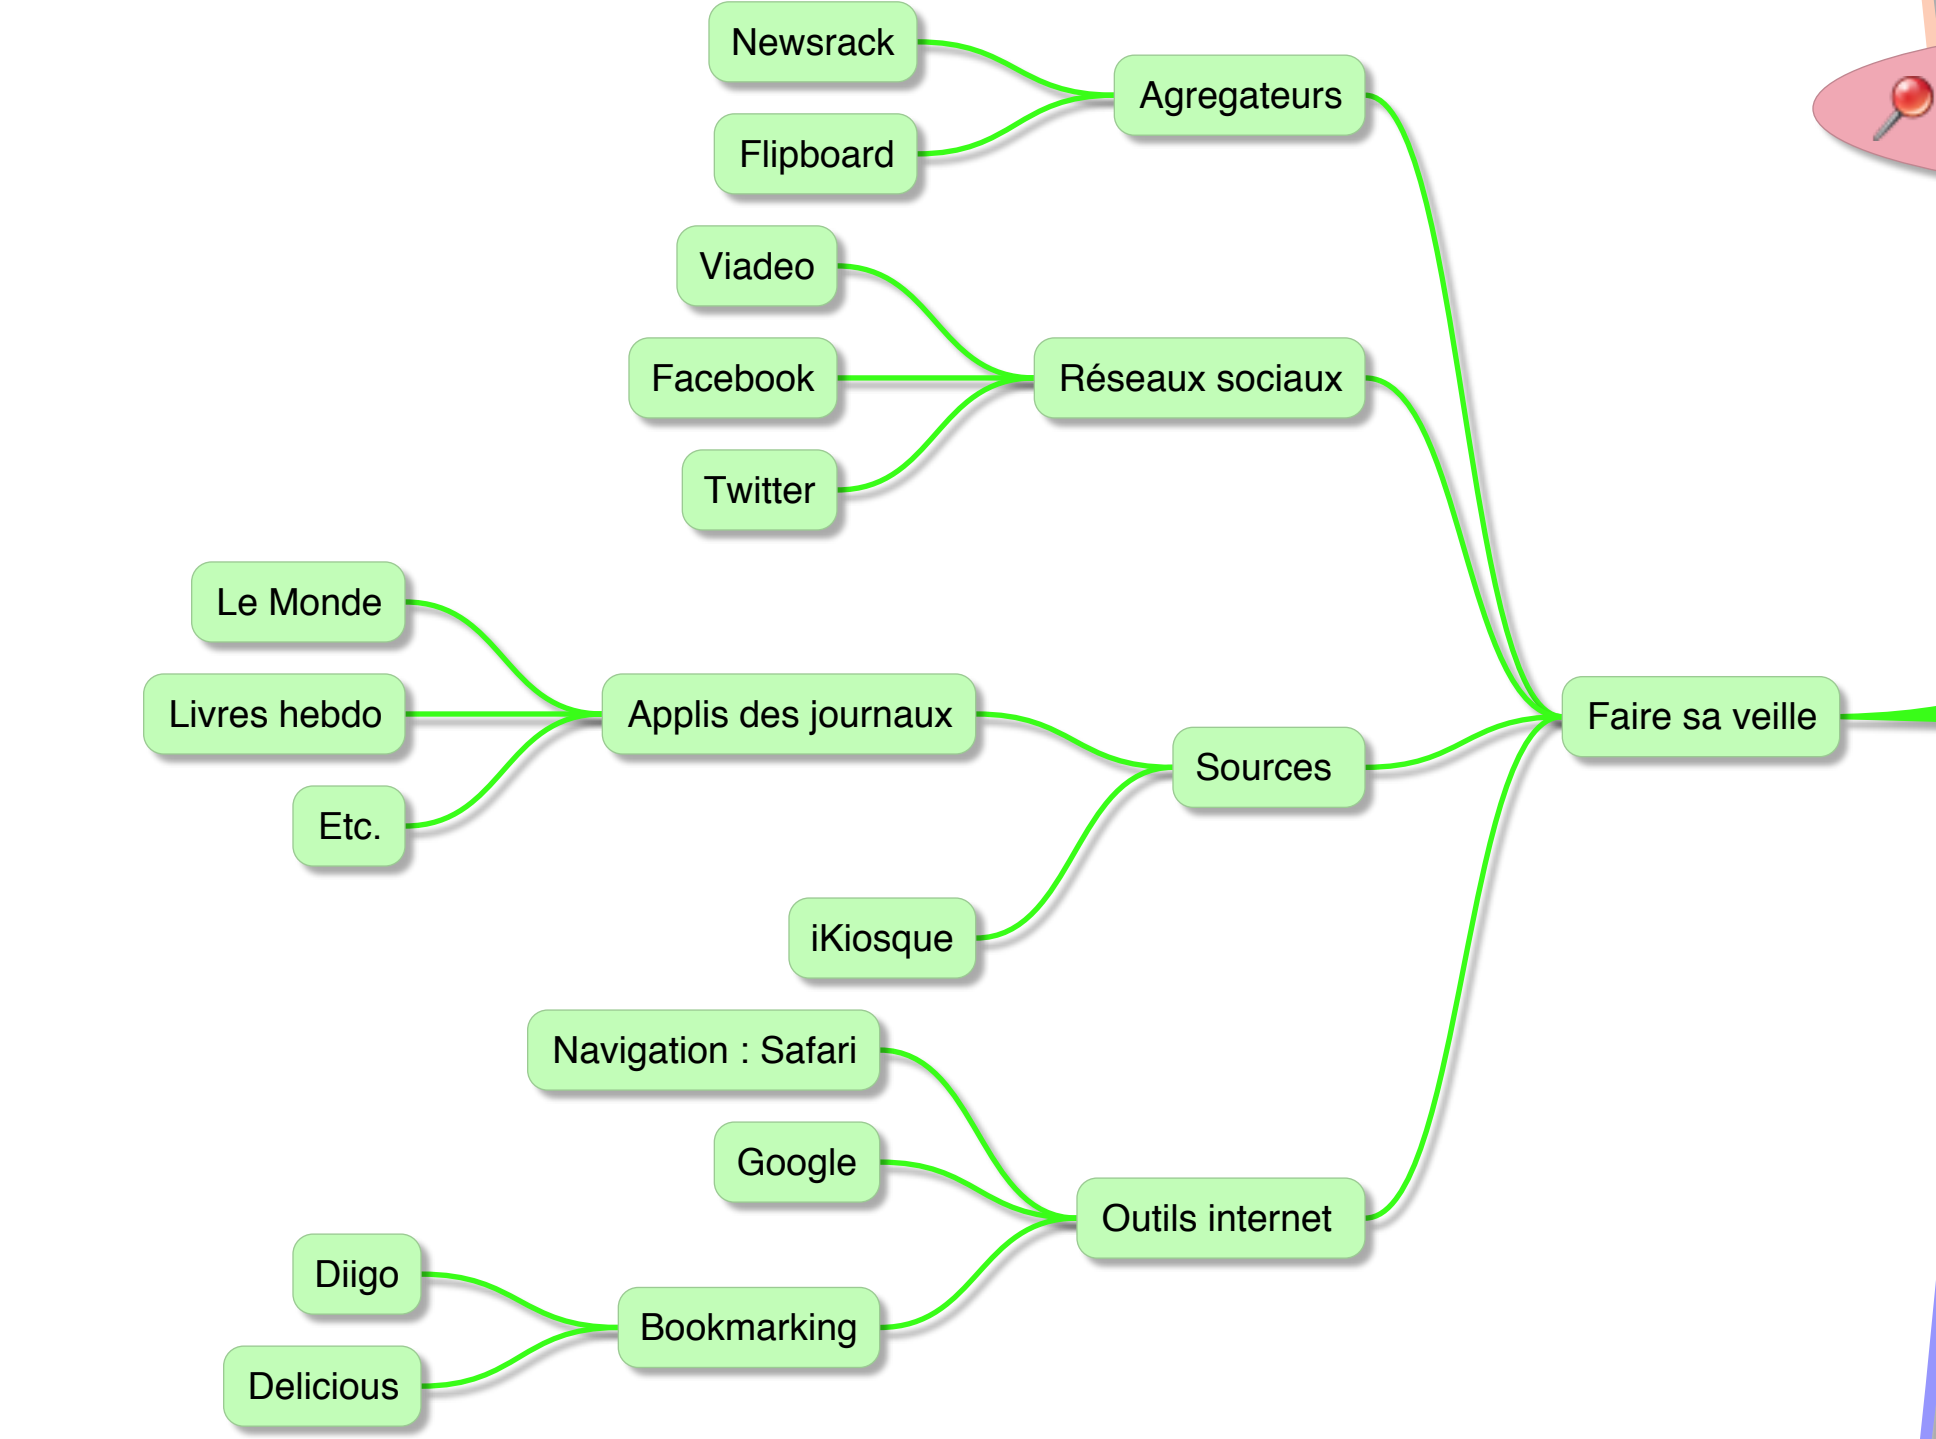 Newsrack
Agregateurs
Flipboard
Viadeo
Facebook
Réseaux sociaux
Twitter
Le Monde
Livres hebdo
Applis des journaux
Faire sa veille
Sources
Etc.
iKiosque
Navigation : Safari
Google
Outils internet
Diigo
Bookmarking
Delicious